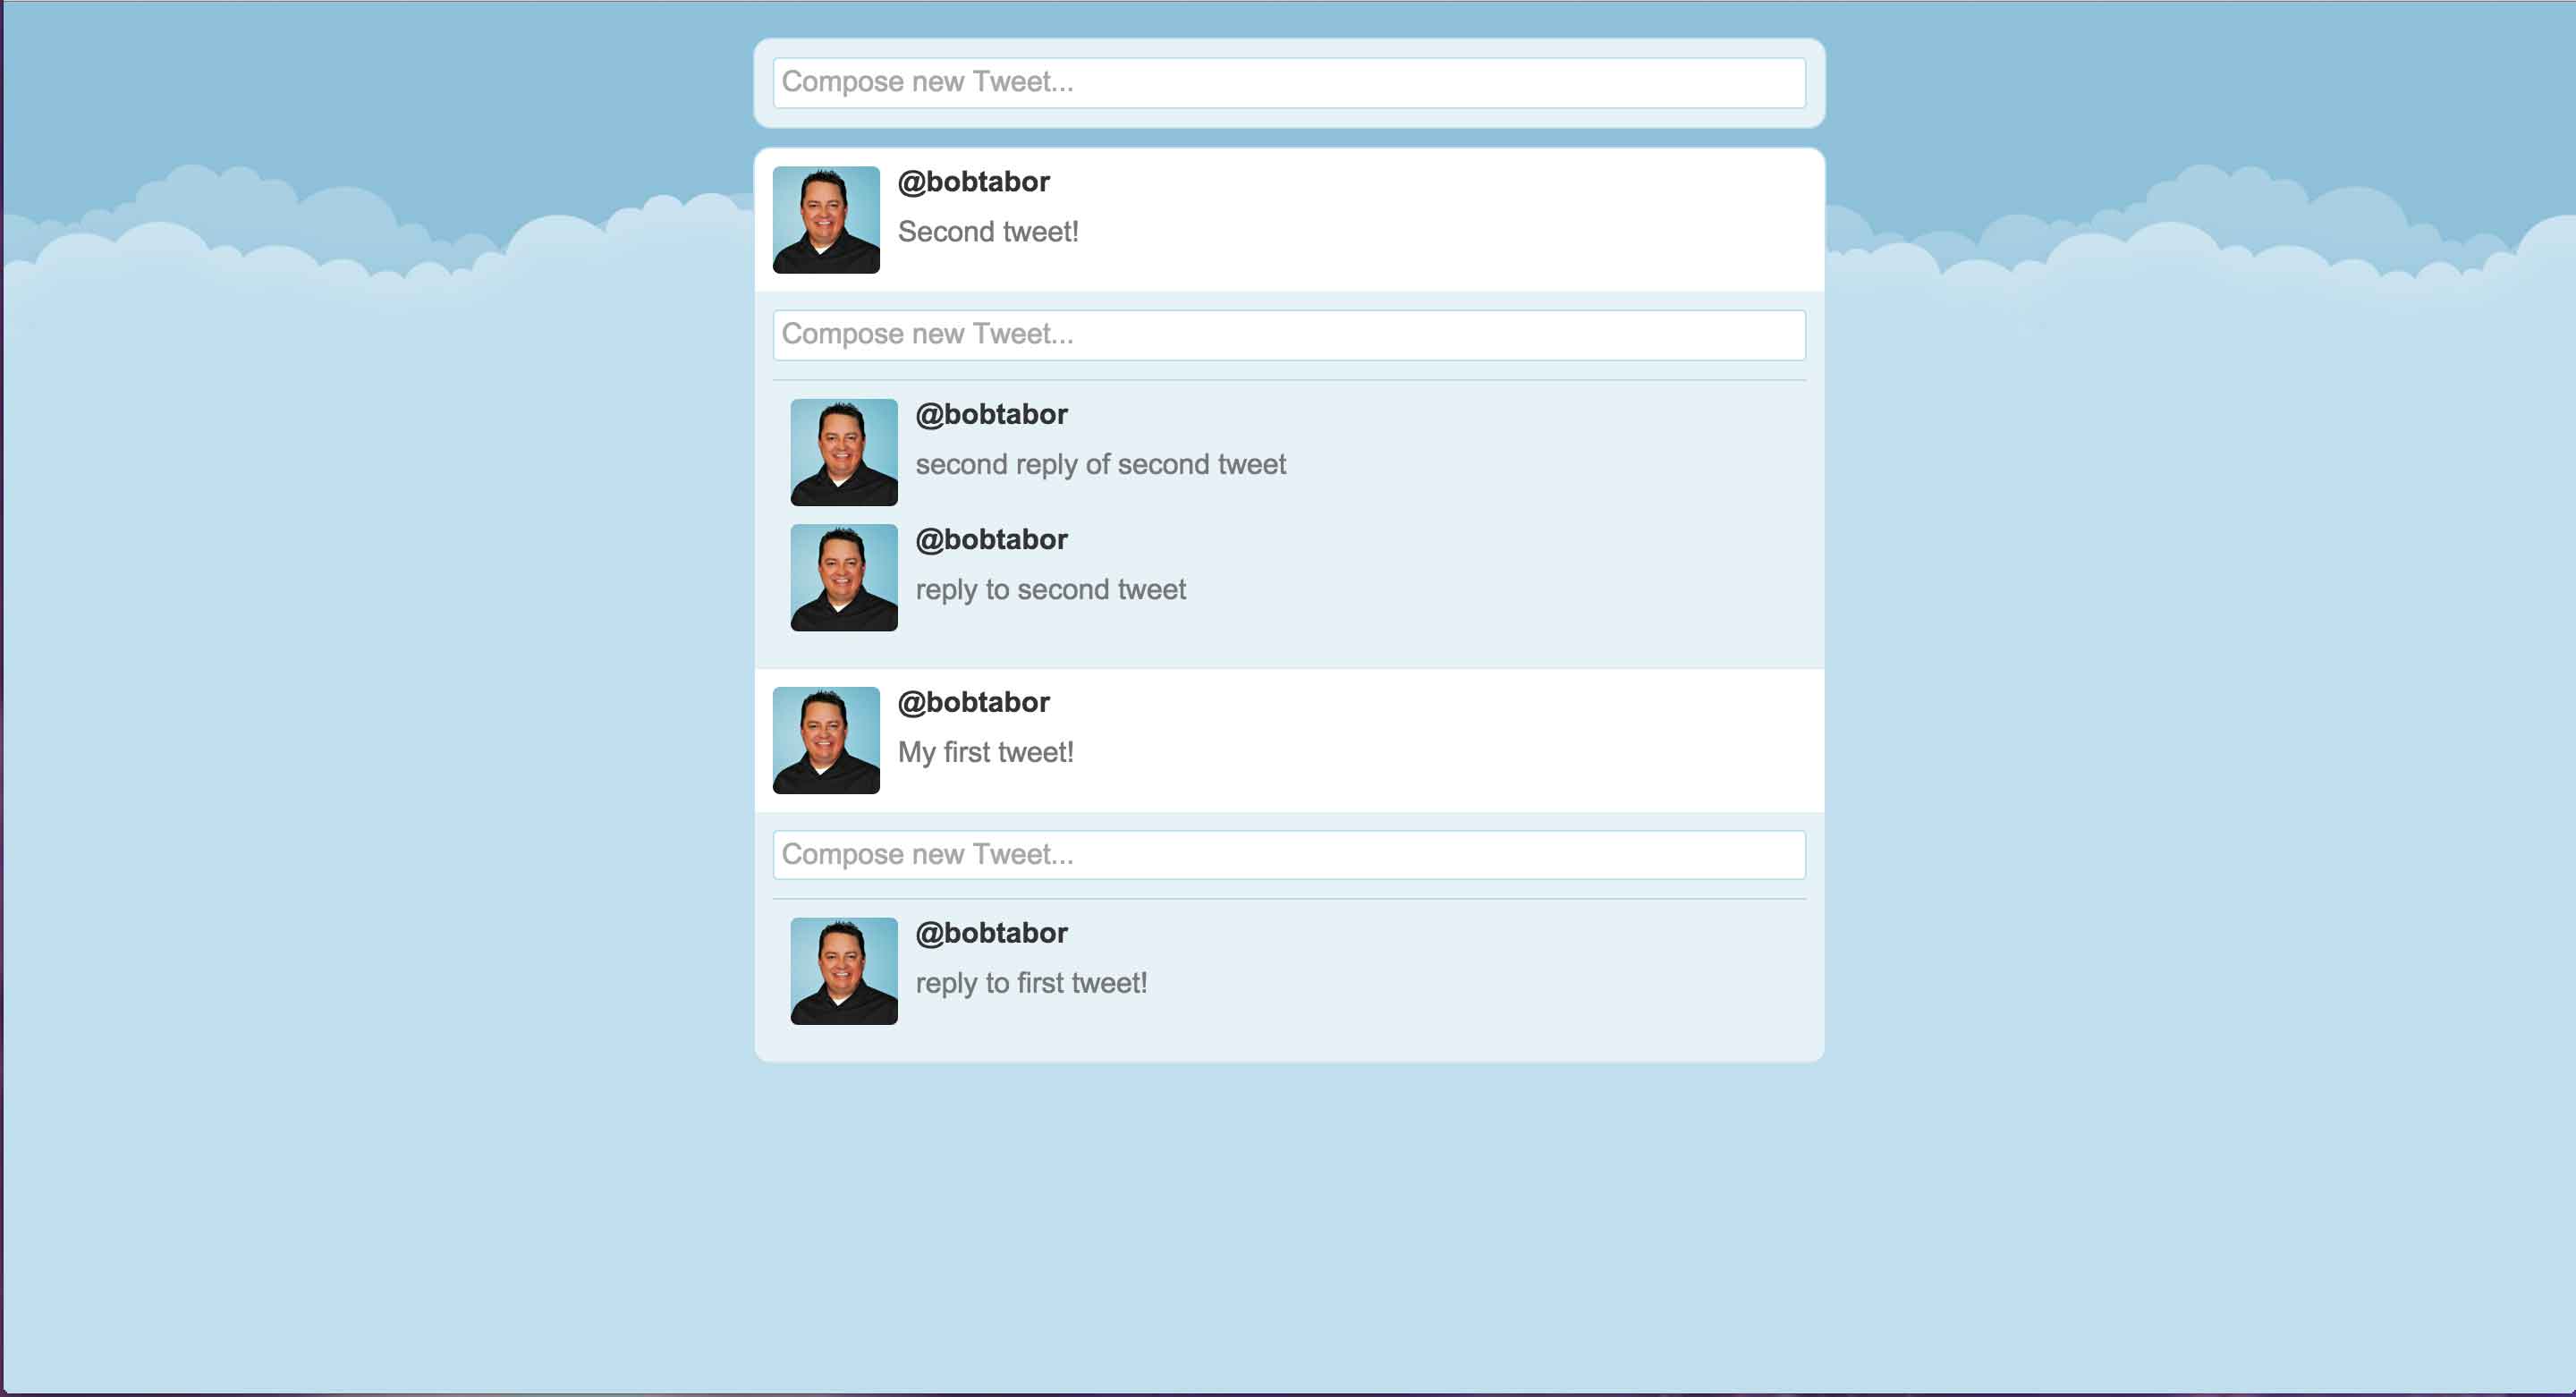 Compose new Tweet...
@bobtabor
Second tweet!
Compose new Tweet...
@bobtabor
second reply of second tweet
@bobtabor
reply to second tweet
@bobtabor
My first tweet!
Compose new Tweet...
@bobtabor
reply to first tweet!